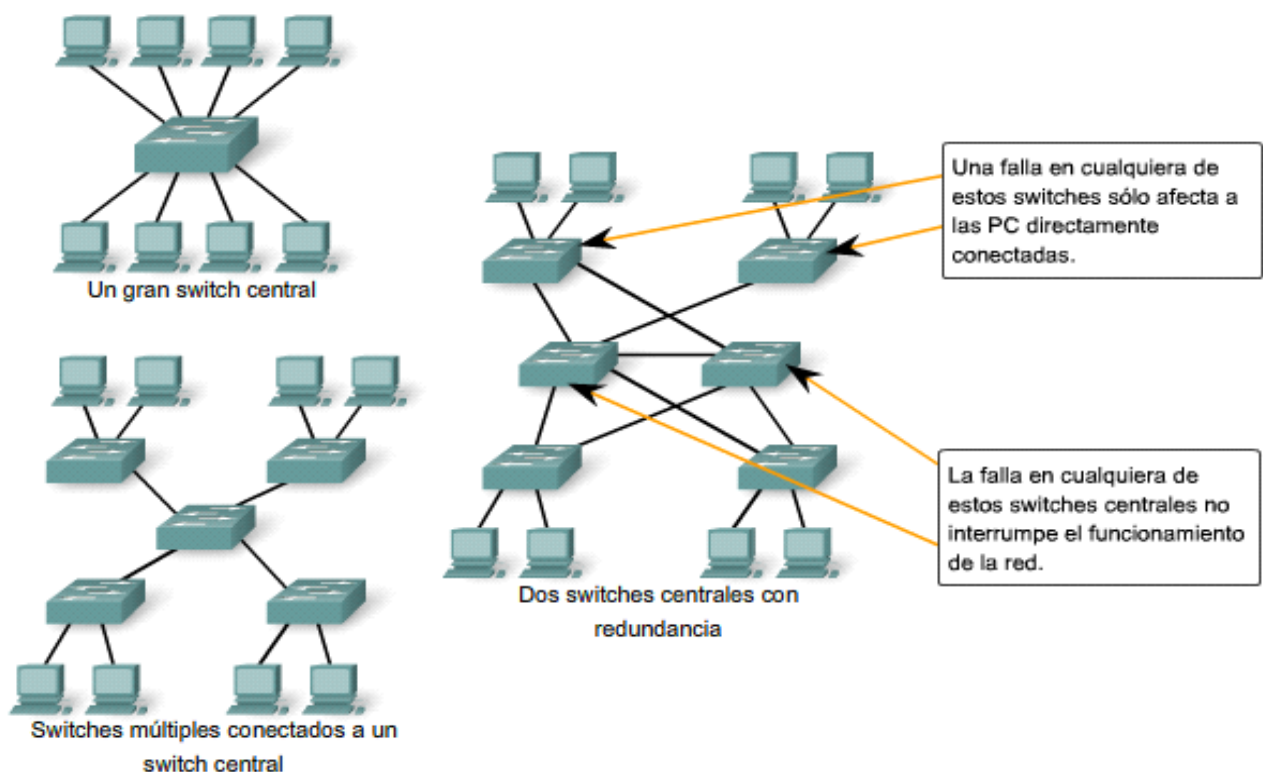 Un gran switch central
Switches múltiples conectados a un
switch central
Dos switches centrales con
redundancia
Una falla en cualquiera de
estos switches sólo afecta a
las PC directamente
conectadas.
La falla en cualquiera de
estos switches centrales no
interrumpe el funcionamiento
de la red.